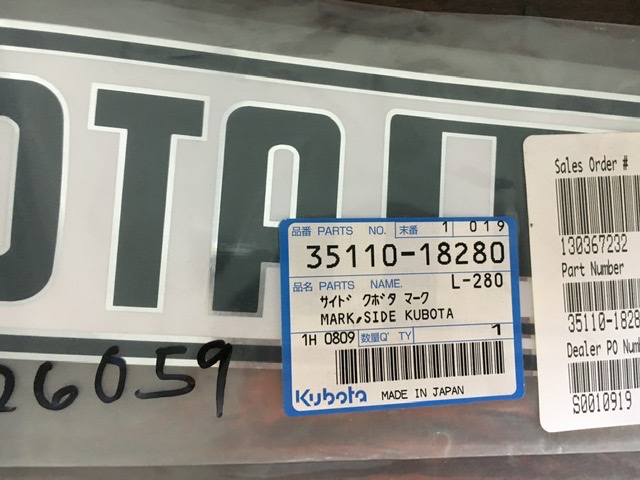 OTA
品番 PARTS NO. 末番 1 019
35110-18280
品名 PARTS NAME. L-280
サイド クボタ マーク
MARK,SIDE KUBOTA
1H 0809 数量Q' TY 1
Kubota MADE IN JAPAN
26059
Sales Order #
130367232
Part Number
35110-1828
Dealer PO Num
S0010919